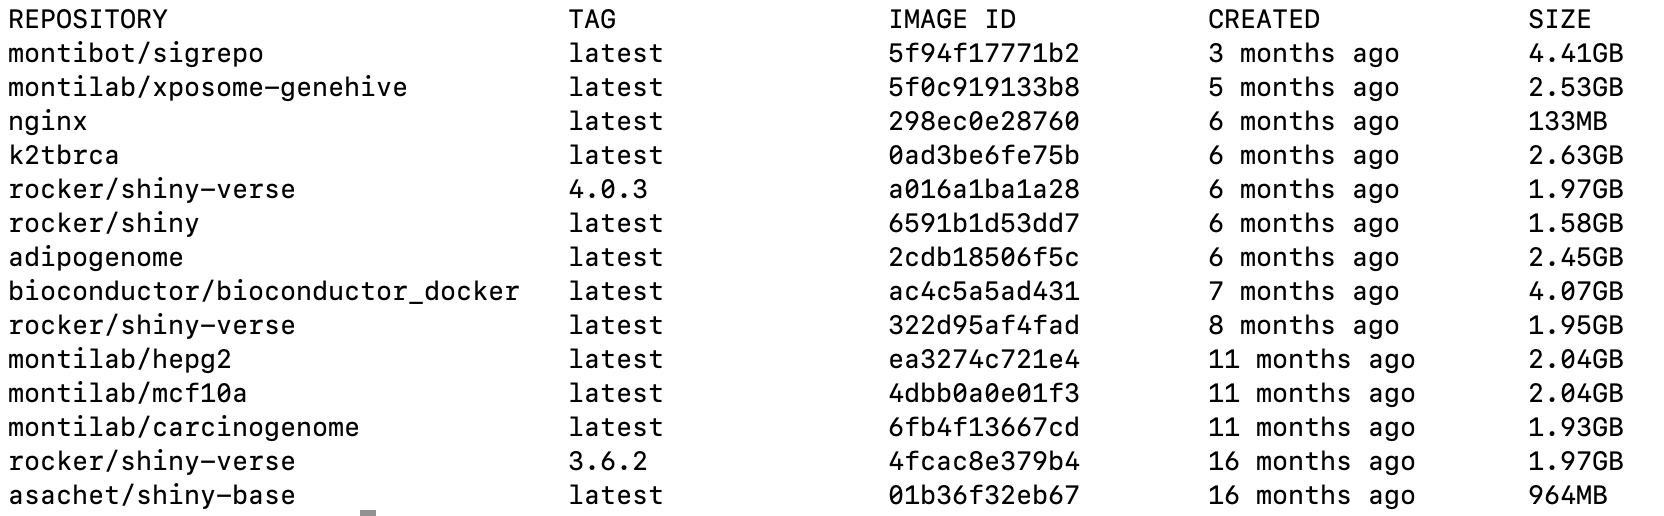 REPOSITORY TAG IMAGE ID CREATED SIZE
montibot/sigrepo latest 5f94f17771b2 3 months ago 4.41GB
montilab/xposome-genehive latest 5f0c919133b8 5 months ago 2.53GB
nginx latest 298ec0e28760 6 months ago 133MB
k2tbrca latest 0ad3be6fe75b 6 months ago 2.63GB
rocker/shiny-verse 4.0.3 a016a1ba1a28 6 months ago 1.97GB
rocker/shiny latest 6591b1d53dd7 6 months ago 1.58GB
adipogenome latest 2cdb18506f5c 6 months ago 2.45GB
bioconductor/bioconductor_docker latest ac4c5a5ad431 7 months ago 4.07GB
rocker/shiny-verse latest 322d95af4fad 8 months ago 1.95GB
montilab/hepg2 latest ea3274c721e4 11 months ago 2.04GB
montilab/mcf10a latest 4dbb0a0e01f3 11 months ago 2.04GB
montilab/carcinogenome latest 6fb4f13667cd 11 months ago 1.93GB
rocker/shiny-verse 3.6.2 4fcac8e379b4 16 months ago 1.97GB
asachet/shiny-base latest 01b36f32eb67 16 months ago 964MB